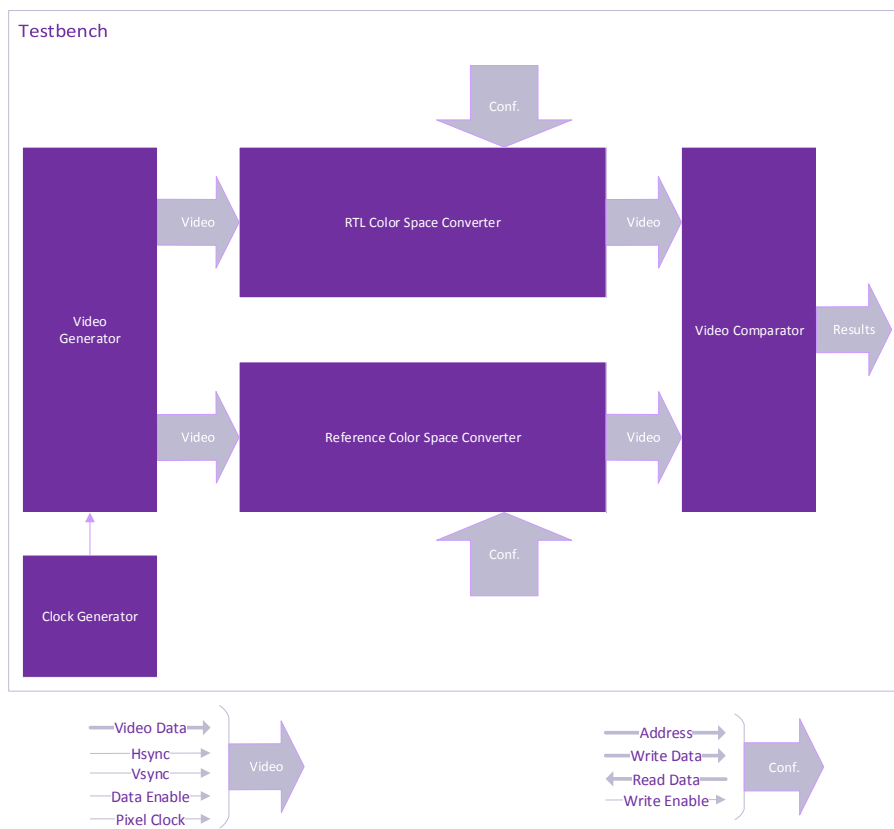 Testbench
Conf.
Video
RTL Color Space Converter
Video
Video
Generator
Video Comparator
Results
Video
Reference Color Space Converter
Video
Conf.
Clock Generator
Video Data
Hsync
Vsync
Data Enable
Pixel Clock
Video
Address
Write Data
Read Data
Write Enable
Conf.